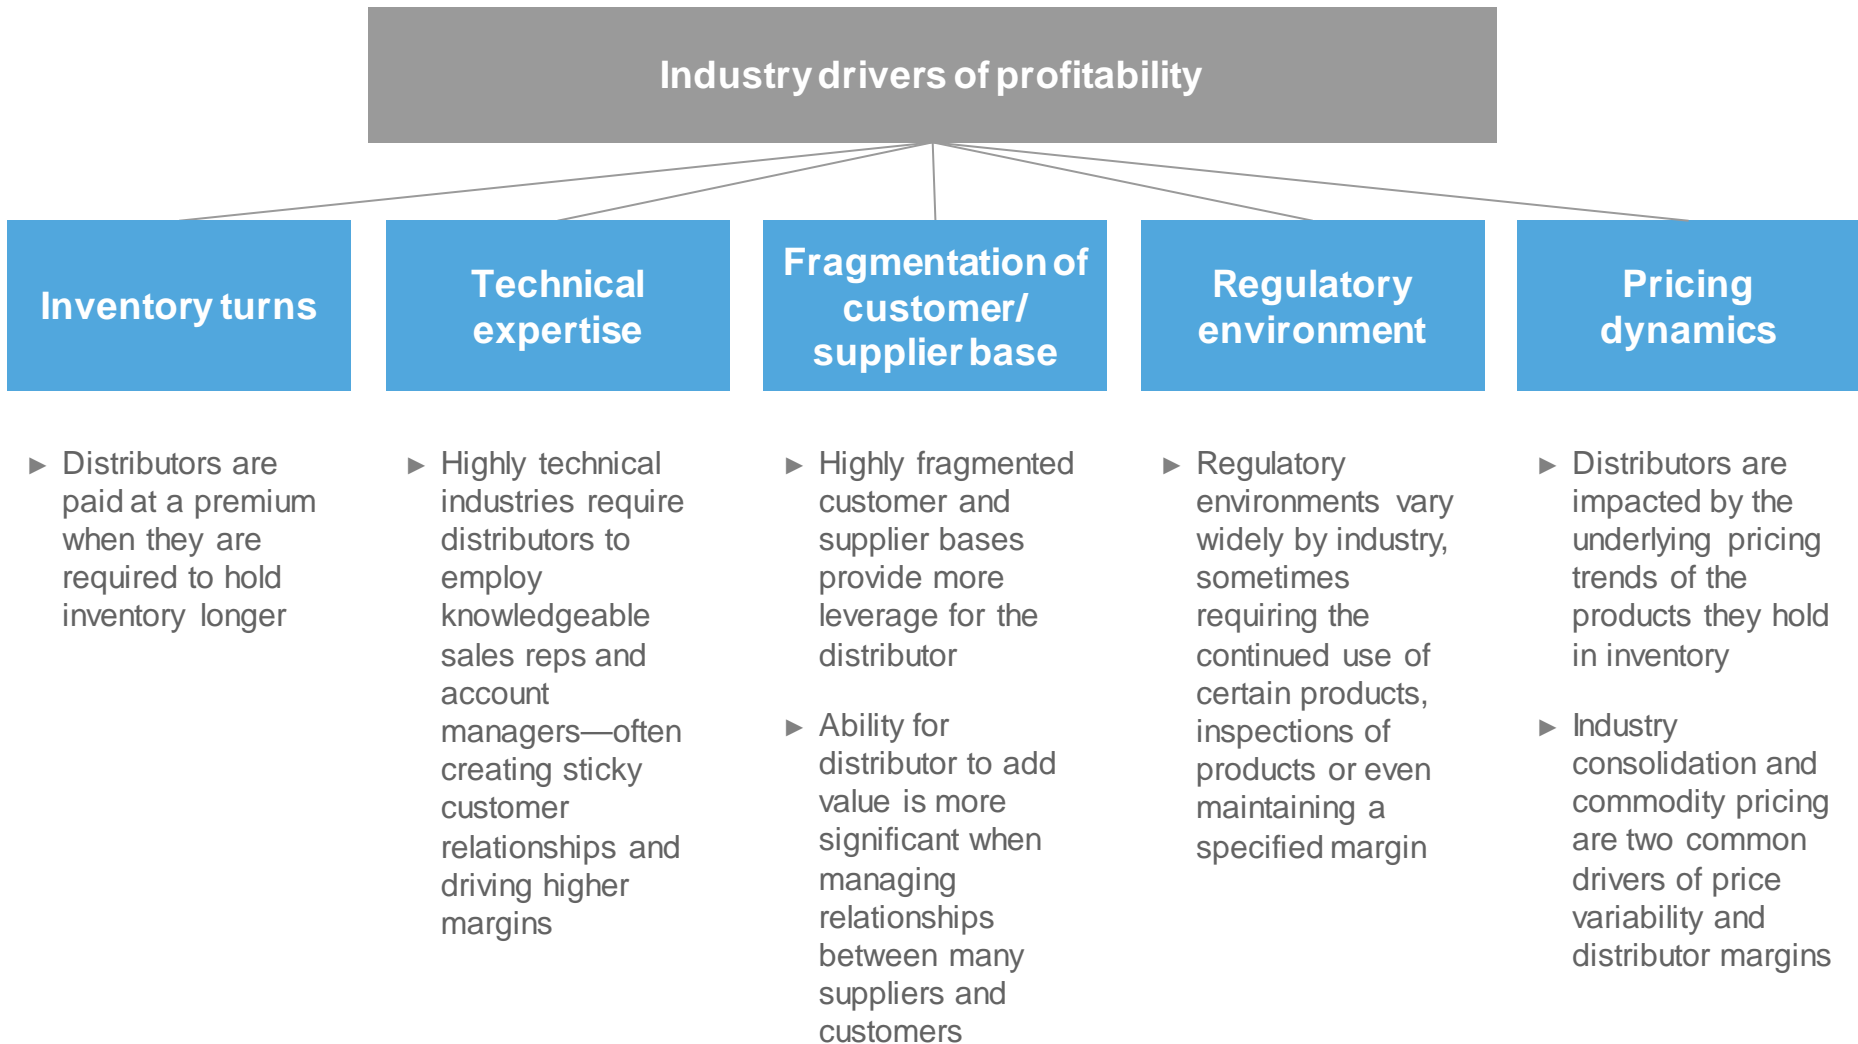 Industry drivers of profitability
Inventory turns
► Distributors are
paid at a premium
when they are
required to hold
inventory longer
Technical
expertise
► Highly technical
industries require
distributors to
employ
knowledgeable
sales reps and
account
managers—often
creating sticky
customer
relationships and
driving higher
margins
Fragmentation of
customer/
supplier base
► Highly fragmented
customer and
supplier bases
provide more
leverage for the
distributor
► Ability for
distributor to add
value is more
significant when
managing
relationships
between many
suppliers and
customers
Regulatory
environment
► Regulatory
environments vary
widely by industry,
sometimes
requiring the
continued use of
certain products,
inspections of
products or even
maintaining a
specified margin
Pricing
dynamics
► Distributors are
impacted by the
underlying pricing
trends of the
products they hold
in inventory
► Industry
consolidation and
commodity pricing
are two common
drivers of price
variability and
distributor margins